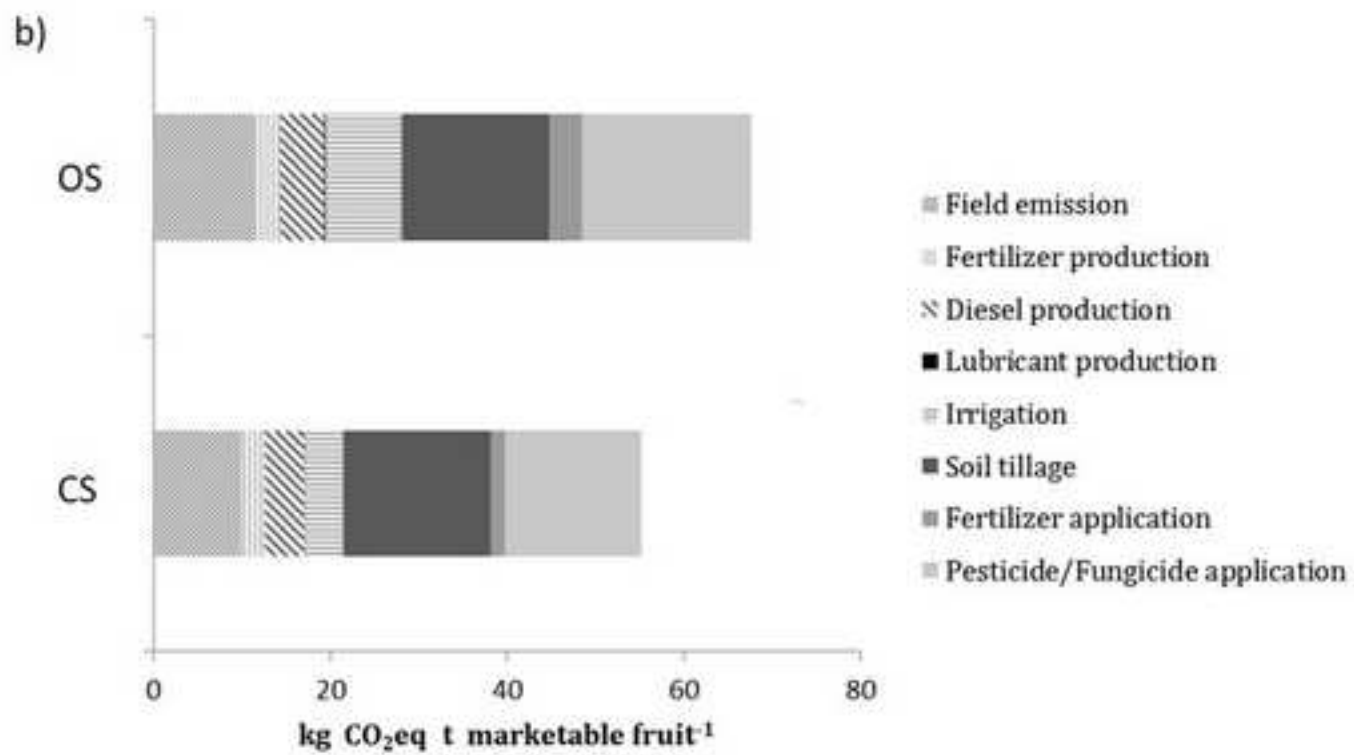 b)
OS
CS
Field emission
Fertilizer production
Diesel production
Lubricant production
Irrigation
Soil tillage
Fertilizer application
Pesticide/Fungicide application
0 20 40 60 80
kg CO₂eq t marketable fruit⁻¹